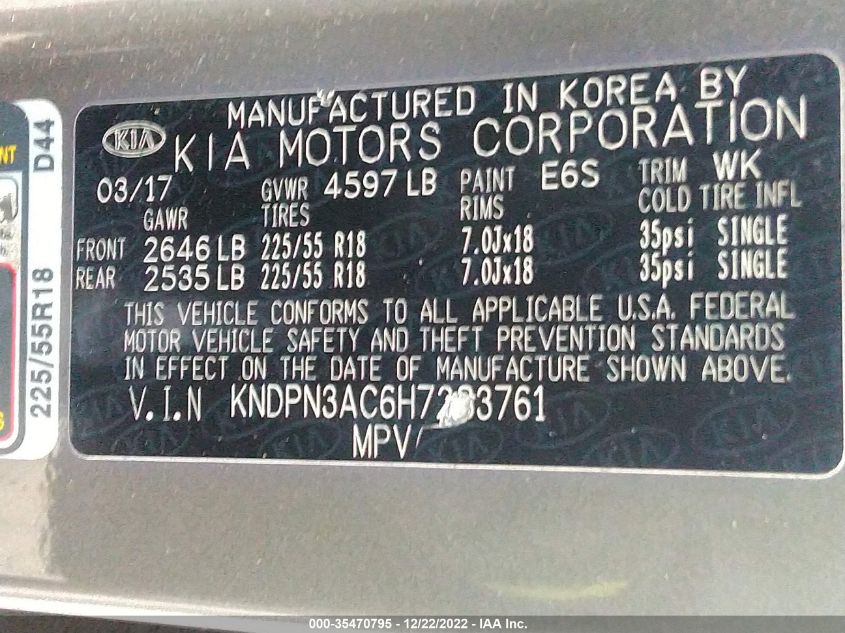 MANUFACTURED IN KOREA BY
KIA KIA MOTORS CORPORATION
03/17 GVWR 4597 LB PAINT E6S TRIM WK
GAWR TIRES RIMS COLD TIRE INFL
FRONT 2646 LB 225/55 R18 7.0Jx18 35psi SINGLE
REAR 2535 LB 225/55 R18 7.0Jx18 35psi SINGLE
THIS VEHICLE CONFORMS TO ALL APPLICABLE U.S.A. FEDERAL
MOTOR VEHICLE SAFETY AND THEFT PREVENTION STANDARDS
IN EFFECT ON THE DATE OF MANUFACTURE SHOWN ABOVE.
V.I.N
MPV
225/55R18 D44
000-35470795 - 12/22/2022 - IAA Inc.